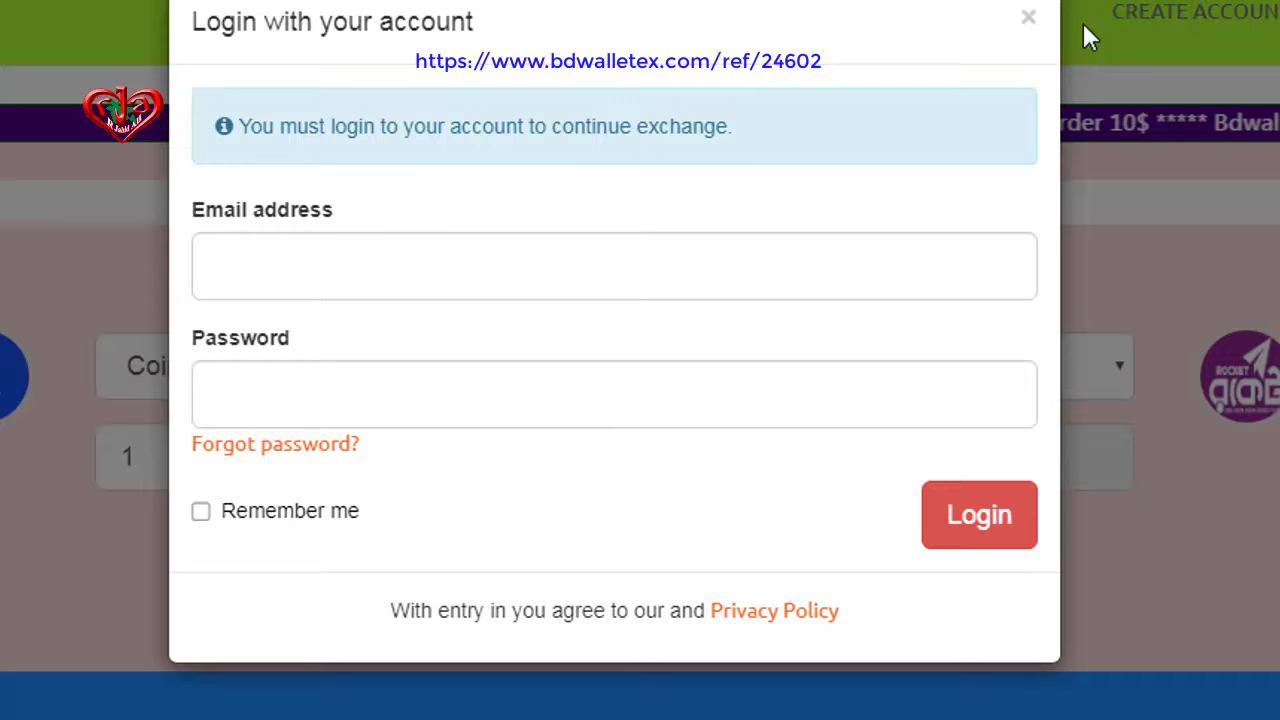 CREATE ACCOUN
Login with your account
×
https://www.bdwalletex.com/ref/24602
You must login to your account to continue exchange.
rder 10$ ***** Bdwal
Email address
Password
Coi
ROCKET
রকেট
1
Forgot password?
Remember me
Login
With entry in you agree to our and Privacy Policy